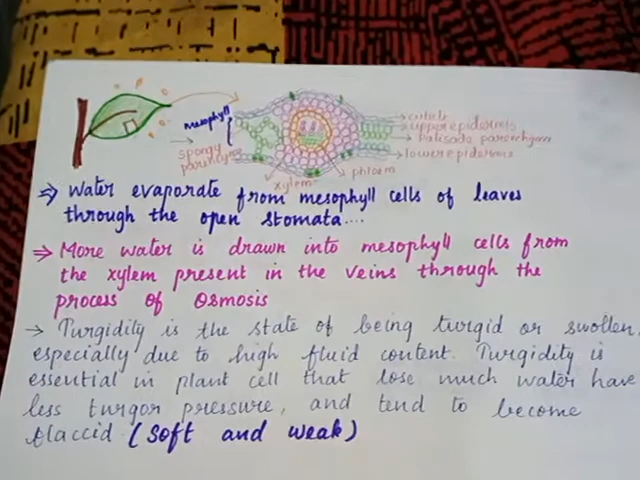 mesophyll
cuticle
upper epidermis
Palisade parenchyma
spongy
parenchyma
lower epidermis
xylem
phloem
⇒ Water evaporate from mesophyll cells of leaves
through the open stomata....
⇒ More water is drawn into mesophyll cells from
the xylem present in the veins through the
process of Osmosis
→ Turgidity is the state of being turgid or swollen,
especially due to high fluid content. Turgidity is
essential in plant cell that lose much water have
less turgor pressure, and tend to become
flaccid (soft and weak)